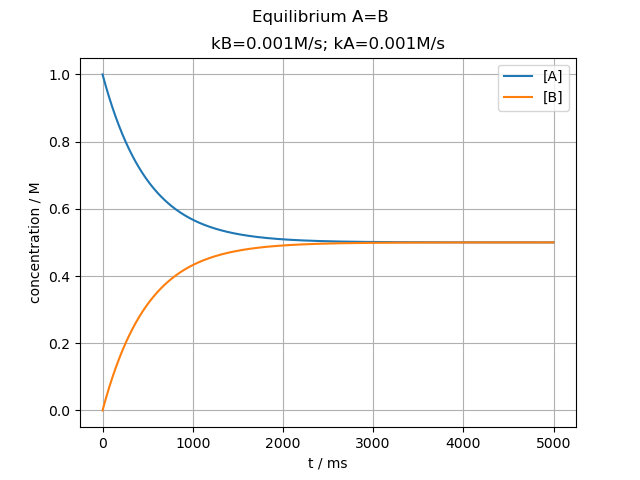 Equilibrium A=B
kB=0.001M/s; kA=0.001M/s
[A]
[B]
concentration / M
1.0
0.8
0.6
0.4
0.2
0.0
0 1000 2000 3000 4000 5000
t / ms